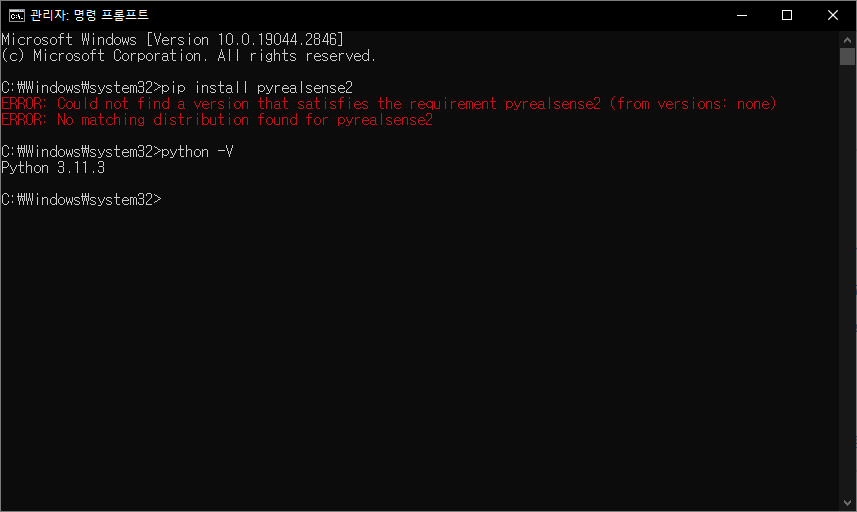 관리자: 명령 프롬프트
Microsoft Windows [Version 10.0.19044.2846]
(c) Microsoft Corporation. All rights reserved.
C:₩Windows₩system32>pip install pyrealsense2
ERROR: Could not find a version that satisfies the requirement pyrealsense2 (from versions: none)
ERROR: No matching distribution found for pyrealsense2
C:₩Windows₩system32>python -V
Python 3.11.3
C:₩Windows₩system32>